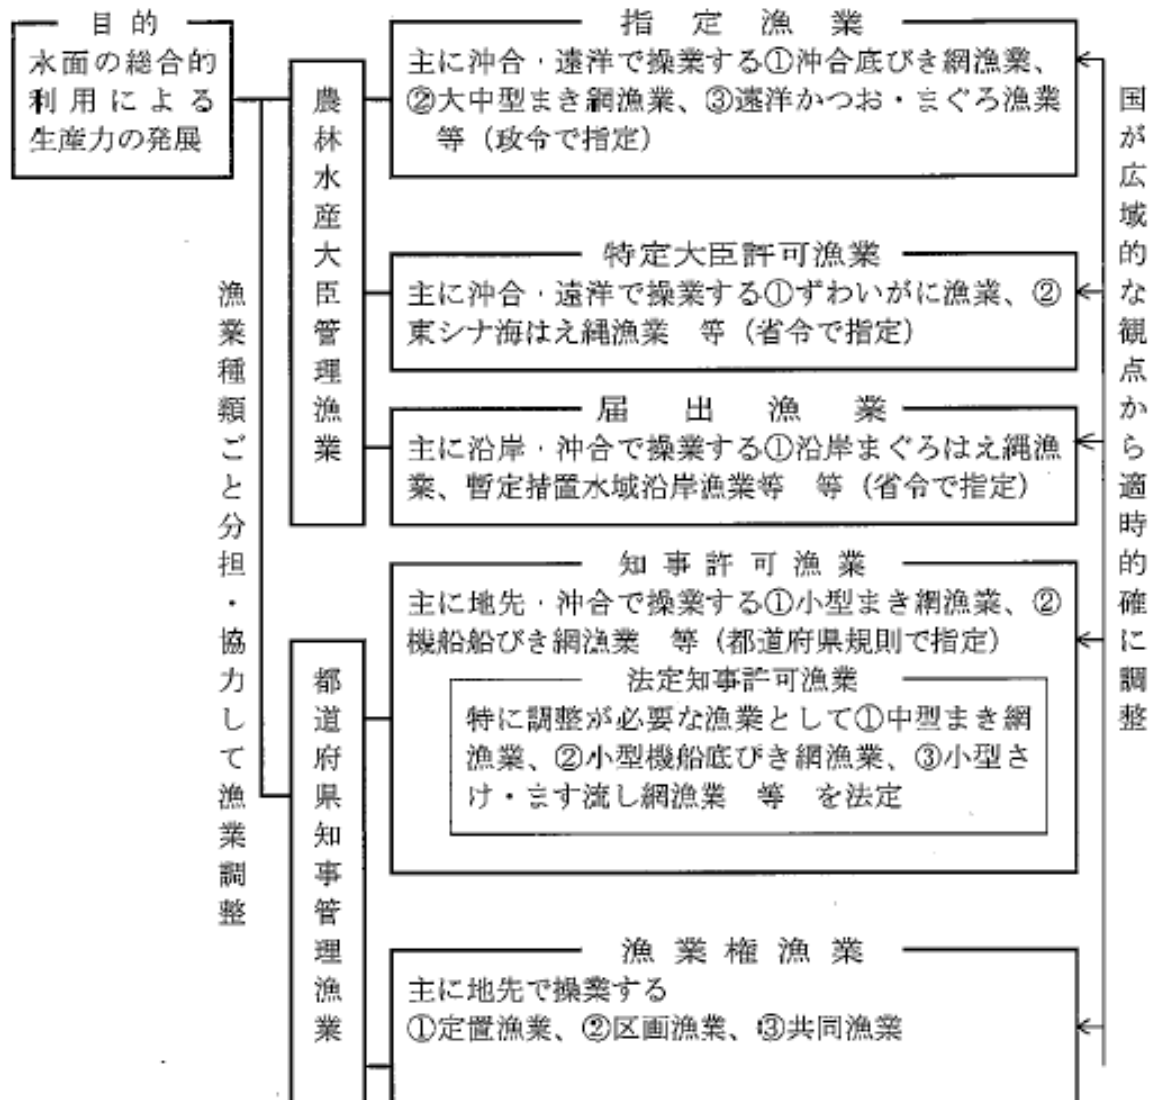 目的
水面の総合的
利用による
生産力の発展
漁業種類ごと分担・協力して漁業調整
農林水産大臣管理漁業
指定漁業
主に沖合・遠洋で操業する①沖合底びき網漁業、
②大中型まき網漁業、③遠洋かつお・まぐろ漁業
等（政令で指定）
特定大臣許可漁業
主に沖合・遠洋で操業する①ずわいがに漁業、②
東シナ海はえ縄漁業　等（省令で指定）
届出漁業
主に沿岸・沖合で操業する①沿岸まぐろはえ縄漁
業、暫定措置水域沿岸漁業等　等（省令で指定）
都道府県知事管理漁業
知事許可漁業
主に地先・沖合で操業する①小型まき網漁業、②
機船船びき網漁業　等（都道府県規則で指定）
法定知事許可漁業
特に調整が必要な漁業として①中型まき網
漁業、②小型機船底びき網漁業、③小型さ
け・ます流し網漁業　等　を法定
漁業権漁業
主に地先で操業する
①定置漁業、②区画漁業、③共同漁業
国が広域的な観点から適時的確に調整